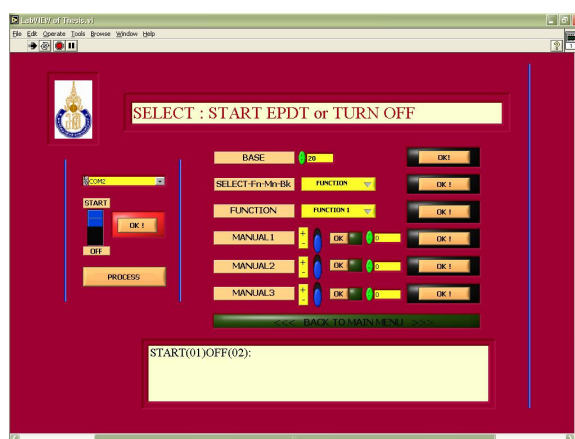 LabVIEW of Thesis.vi
File Edit Operate Tools Browse Window Help
SELECT : START EPDT or TURN OFF
COM2
START
OK !
OFF
PROCESS
BASE 20 OK!
SELECT-Fn-Mn-Bk FUNCTION OK !
FUNCTION FUNCTION 1 OK !
MANUAL1 + - OK 0 OK !
MANUAL2 + - OK 0 OK !
MANUAL3 + - OK 0 OK !
<<< BACK TO MAIN MENU >>>
START(01)OFF(02):